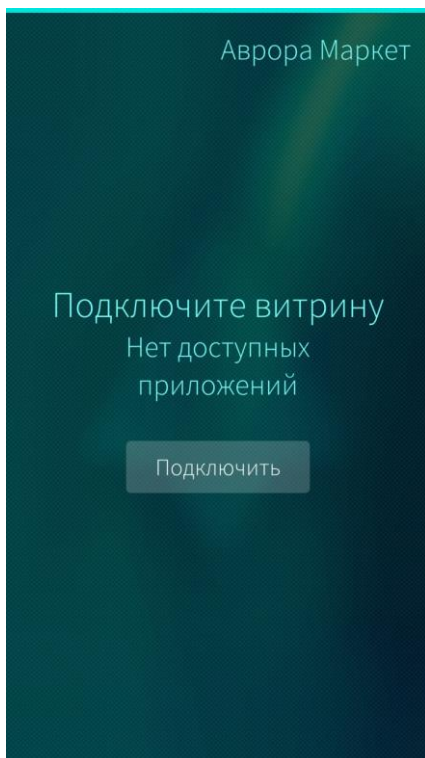 Аврора Маркет
Подключите витрину
Нет доступных
приложений
Подключить